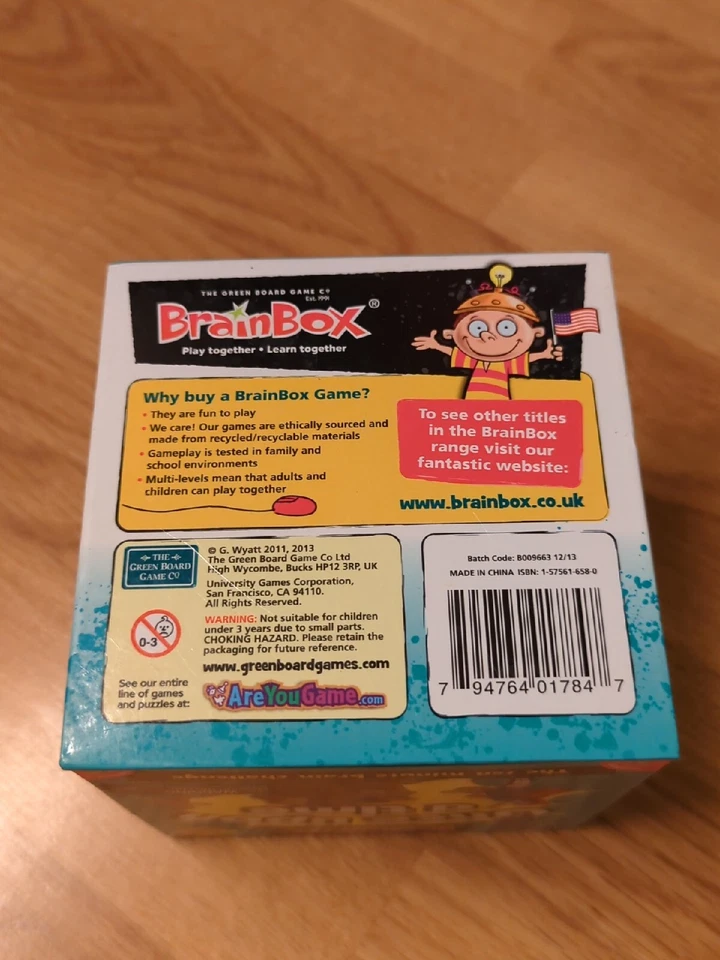 THE GREEN BOARD GAME Cº
Est. 1991
BrainBox®
Play together • Learn together
Why buy a BrainBox Game?
• They are fun to play
• We care! Our games are ethically sourced and
made from recycled/recyclable materials
• Gameplay is tested in family and
school environments
• Multi-levels mean that adults and
children can play together
To see other titles
in the BrainBox
range visit our
fantastic website:
www.brainbox.co.uk
THE
GREEN BOARD
GAME Cº
© G. Wyatt 2011, 2013
The Green Board Game Co Ltd
High Wycombe, Bucks HP12 3RP, UK
University Games Corporation,
San Francisco, CA 94110.
All Rights Reserved.
0-3
WARNING: Not suitable for children
under 3 years due to small parts.
CHOKING HAZARD. Please retain the
packaging for future reference.
www.greenboardgames.com
See our entire
line of games
and puzzles at:
AreYouGame.com
Batch Code: B009663 12/13
MADE IN CHINA ISBN: 1-57561-658-0
7 94764 01784 7
The ten minute brain challenge